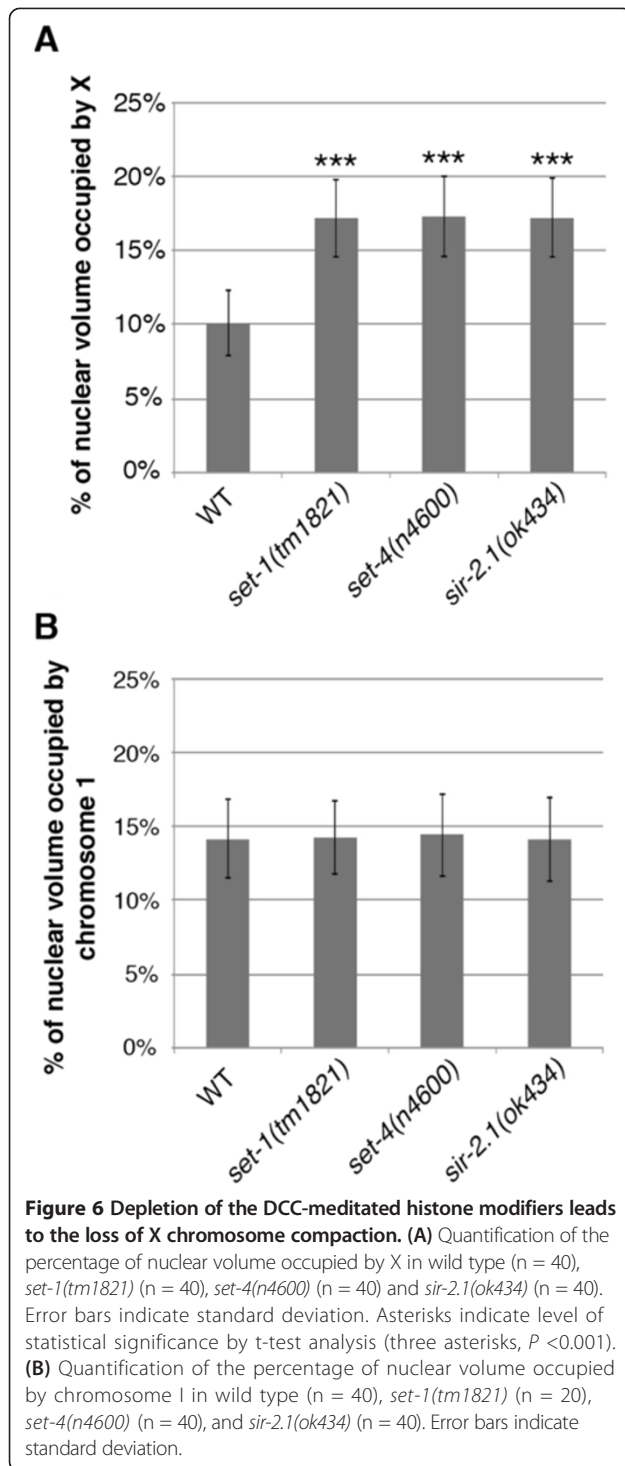 A
% of nuclear volume occupied by X
25%
20%
15%
10%
5%
0%
***
***
***
WT
set-1(tm1821)
set-4(n4600)
sir-2.1(ok434)
B
% of nuclear volume occupied by
chromosome 1
25%
20%
15%
10%
5%
0%
WT
set-1(tm1821)
set-4(n4600)
sir-2.1(ok434)
Figure 6 Depletion of the DCC-meditated histone modifiers leads
to the loss of X chromosome compaction. (A) Quantification of the
percentage of nuclear volume occupied by X in wild type (n = 40),
set-1(tm1821) (n = 40), set-4(n4600) (n = 40) and sir-2.1(ok434) (n = 40).
Error bars indicate standard deviation. Asterisks indicate level of
statistical significance by t-test analysis (three asterisks, P <0.001).
(B) Quantification of the percentage of nuclear volume occupied
by chromosome I in wild type (n = 40), set-1(tm1821) (n = 20),
set-4(n4600) (n = 40), and sir-2.1(ok434) (n = 40). Error bars indicate
standard deviation.